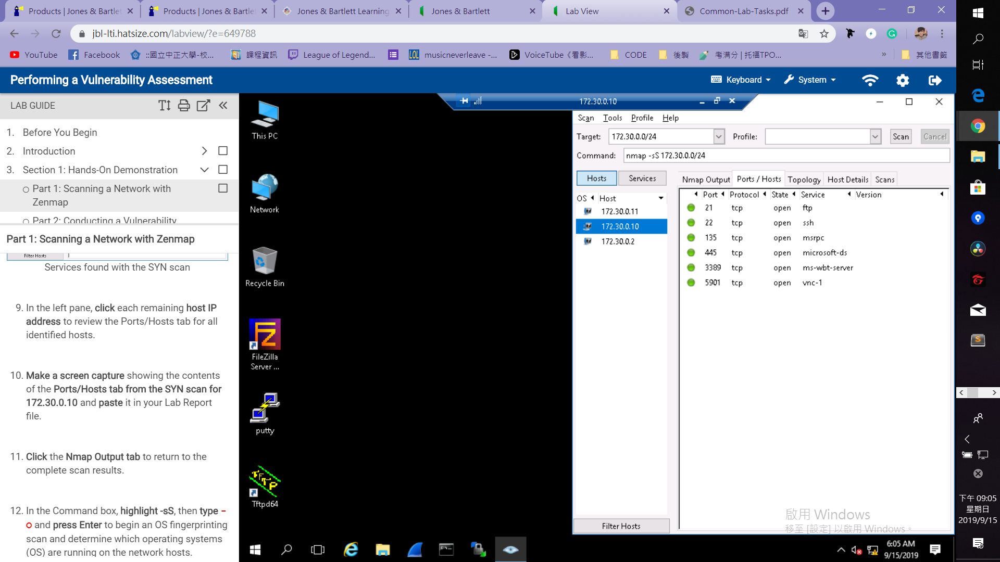 Products | Jones & Bartlet
Products | Jones & Bartlet
Jones & Bartlett Learning
Jones & Bartlett
Lab View
Common-Lab-Tasks.pdf
jbl-lti.hatsize.com/labview/?e=649788
YouTube
Facebook
::國立中正大學-校...
課程資訊
League of Legend...
musicneverleave -...
VoiceTube《看影...
CODE
後製
考滿分 | 托福TPO...
»
其他書籤
Performing a Vulnerability Assessment
Keyboard
System
LAB GUIDE
1. Before You Begin
2. Introduction
3. Section 1: Hands-On Demonstration
Part 1: Scanning a Network with
Zenmap
Part 2: Conducting a Vulnerability
Part 1: Scanning a Network with Zenmap
Filter Hosts
Services found with the SYN scan
9. In the left pane, click each remaining host IP
address to review the Ports/Hosts tab for all
identified hosts.
10. Make a screen capture showing the contents
of the Ports/Hosts tab from the SYN scan for
172.30.0.10 and paste it in your Lab Report
file.
11. Click the Nmap Output tab to return to the
complete scan results.
12. In the Command box, highlight -sS, then type -
O and press Enter to begin an OS fingerprinting
scan and determine which operating systems
(OS) are running on the network hosts.
This PC
Network
Recycle Bin
FileZilla
Server ...
putty
Tftpd64
172.30.0.10
Scan Tools Profile Help
Target: 172.30.0.0/24 Profile: Scan Cancel
Command: nmap -sS 172.30.0.0/24
Hosts Services
Nmap Output Ports / Hosts Topology Host Details Scans
OS Host
172.30.0.11
172.30.0.10
172.30.0.2
Port Protocol State Service Version
21 tcp open ftp
22 tcp open ssh
135 tcp open msrpc
445 tcp open microsoft-ds
3389 tcp open ms-wbt-server
5901 tcp open vnc-1
Filter Hosts
啟用 Windows
移至 [設定] 以啟用 Windows。
6:05 AM
9/15/2019
下午 09:05
星期日
2019/9/15